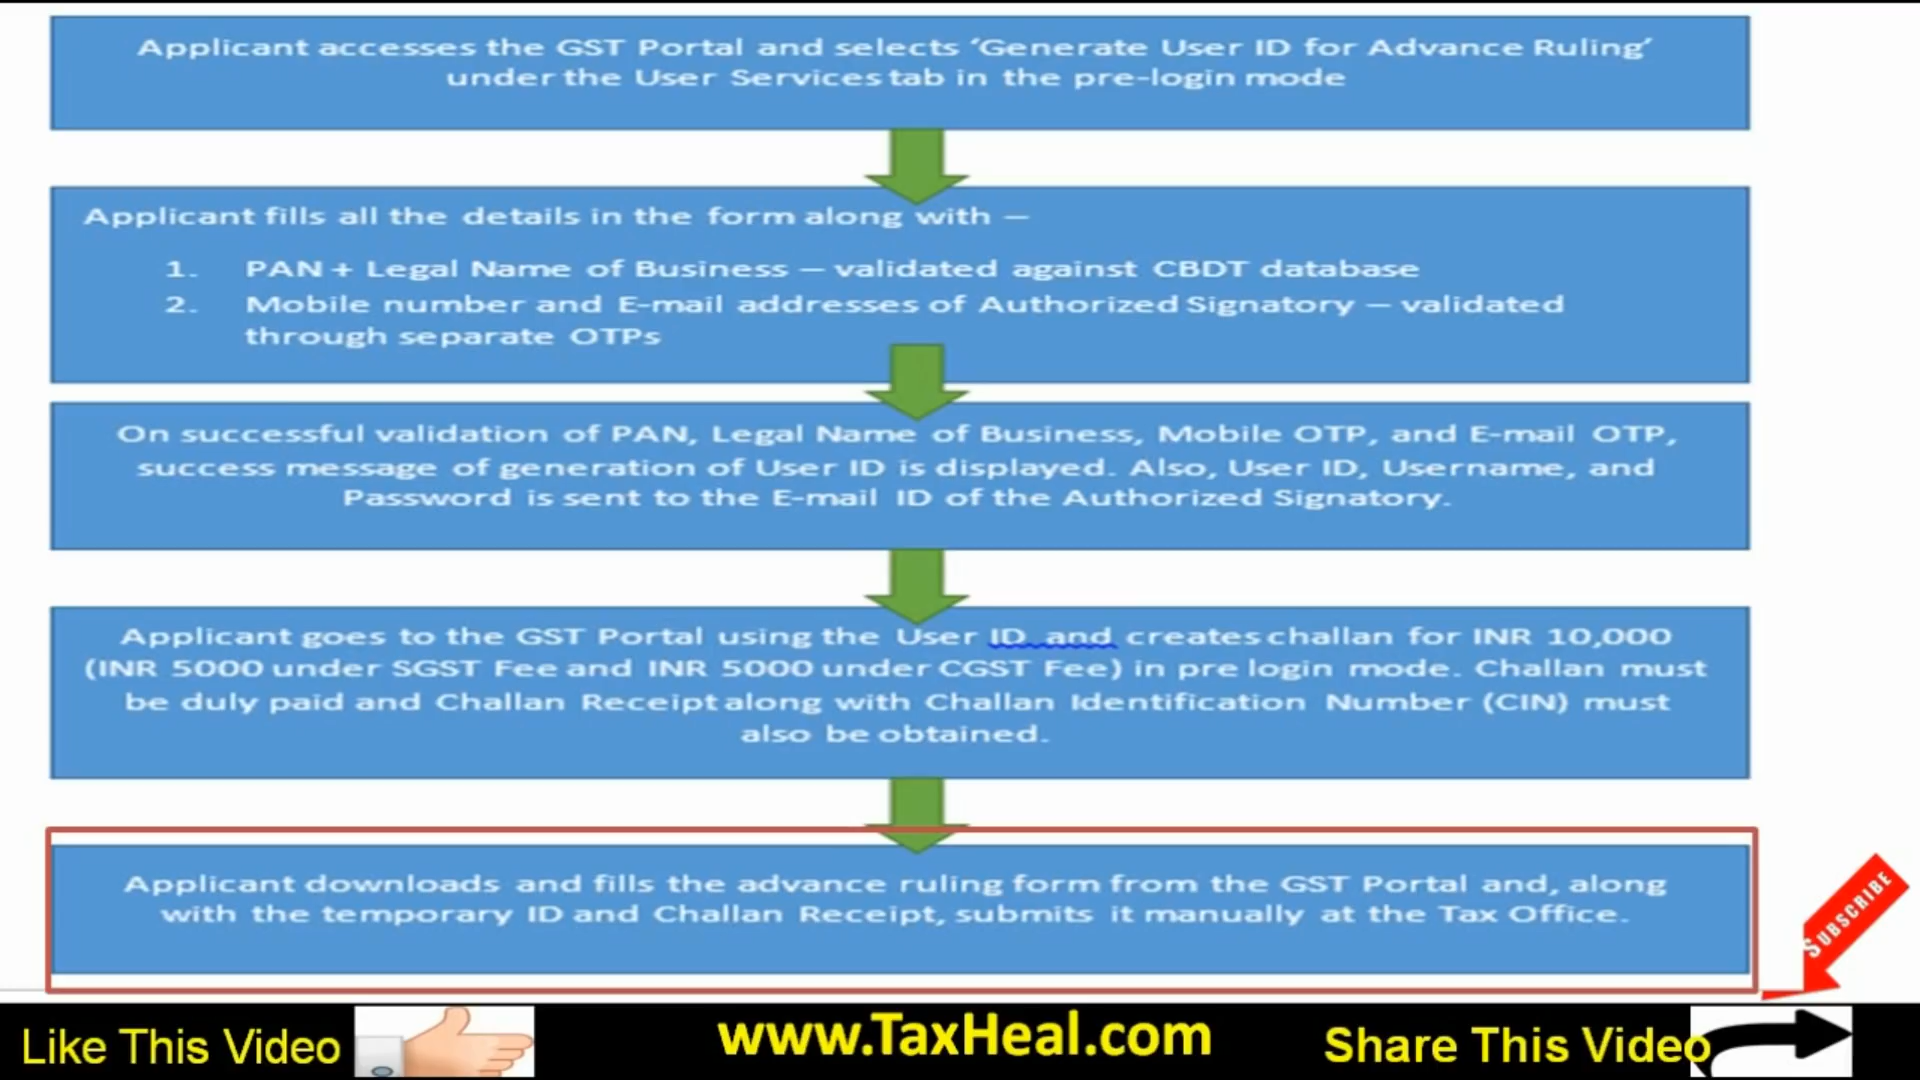 Applicant accesses the GST Portal and selects ‘Generate User ID for Advance Ruling’
under the User Services tab in the pre-login mode
Applicant fills all the details in the form along with –
1. PAN + Legal Name of Business – validated against CBDT database
2. Mobile number and E-mail addresses of Authorized Signatory – validated
through separate OTPs
On successful validation of PAN, Legal Name of Business, Mobile OTP, and E-mail OTP,
success message of generation of User ID is displayed. Also, User ID, Username, and
Password is sent to the E-mail ID of the Authorized Signatory.
Applicant goes to the GST Portal using the User ID and creates challan for INR 10,000
(INR 5000 under SGST Fee and INR 5000 under CGST Fee) in pre login mode. Challan must
be duly paid and Challan Receipt along with Challan Identification Number (CIN) must
also be obtained.
Applicant downloads and fills the advance ruling form from the GST Portal and, along
with the temporary ID and Challan Receipt, submits it manually at the Tax Office.
SUBSCRIBE
Like This Video
www.TaxHeal.com
Share This Video